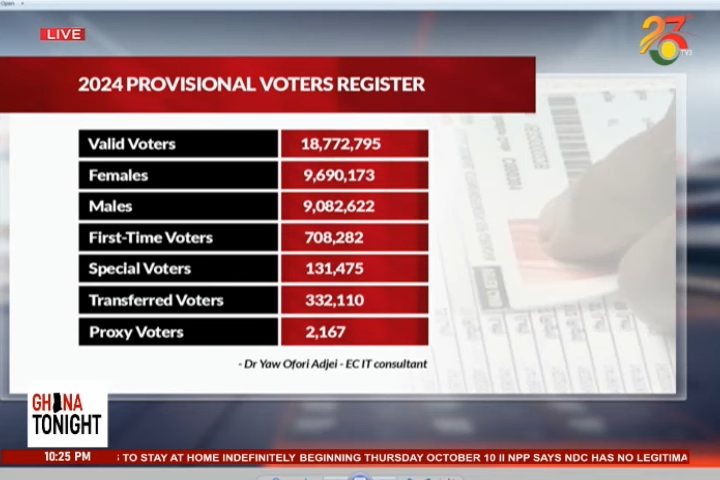 Open
LIVE
23
TV3
2024 PROVISIONAL VOTERS REGISTER
Valid Voters 18,772,795
Females 9,690,173
Males 9,082,622
First-Time Voters 708,282
Special Voters 131,475
Transferred Voters 332,110
Proxy Voters 2,167
- Dr Yaw Ofori Adjei - EC IT consultant
GHANA
TONIGHT
10:25 PM TO STAY AT HOME INDEFINITELY BEGINNING THURSDAY OCTOBER 10 II NPP SAYS NDC HAS NO LEGITIMA